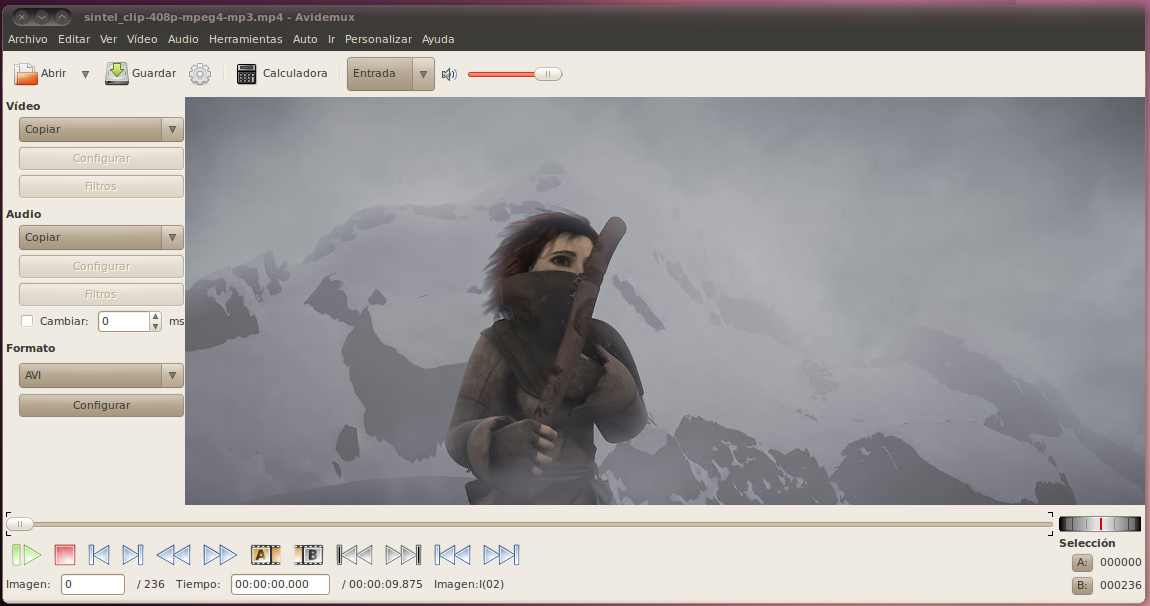 sintel_clip-408p-mpeg4-mp3.mp4 - Avidemux
Archivo Editar Ver Vídeo Audio Herramientas Auto Ir Personalizar Ayuda
Abrir Guardar Calculadora Entrada
Vídeo
Copiar
Configurar
Filtros
Audio
Copiar
Configurar
Filtros
Cambiar: 0 ms
Formato
AVI
Configurar
A B
Selección
A: 000000
B: 000236
Imagen: 0 / 236 Tiempo: 00:00:00.000 / 00:00:09.875 Imagen:I(02)